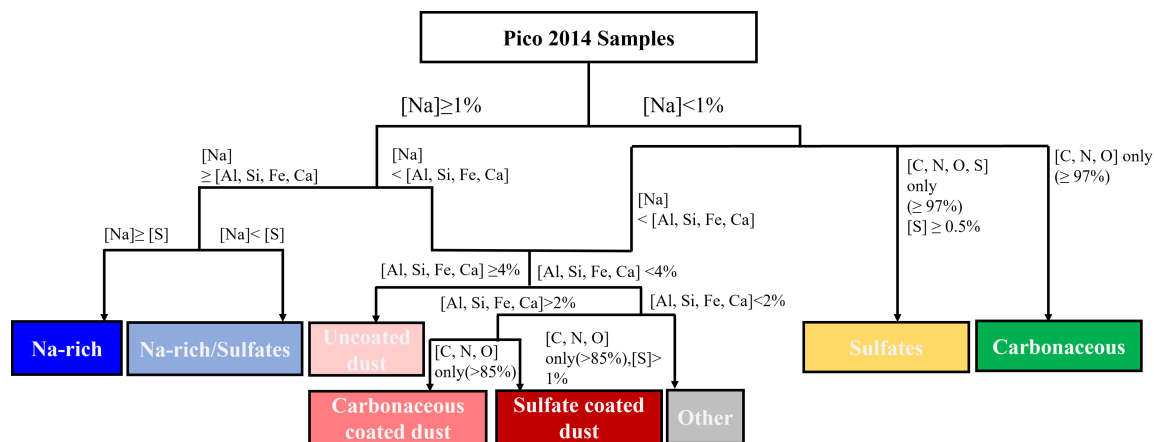 Pico 2014 Samples
[Na]≥1%
[Na]<1%
[Na]
≥ [Al, Si, Fe, Ca]
[Na]
< [Al, Si, Fe, Ca]
[Na]
< [Al, Si, Fe, Ca]
[C, N, O, S]
only
(≥ 97%)
[S] ≥ 0.5%
[C, N, O] only
(≥ 97%)
[Na]≥ [S]
[Na]< [S]
[Al, Si, Fe, Ca] ≥4%
[Al, Si, Fe, Ca] <4%
[Al, Si, Fe, Ca]>2%
[Al, Si, Fe, Ca]<2%
Na-rich
Na-rich/Sulfates
Uncoated
dust
[C, N, O]
only(>85%)
[C, N, O]
only(>85%),[S]>
1%
Sulfates
Carbonaceous
Carbonaceous
coated dust
Sulfate coated
dust
Other